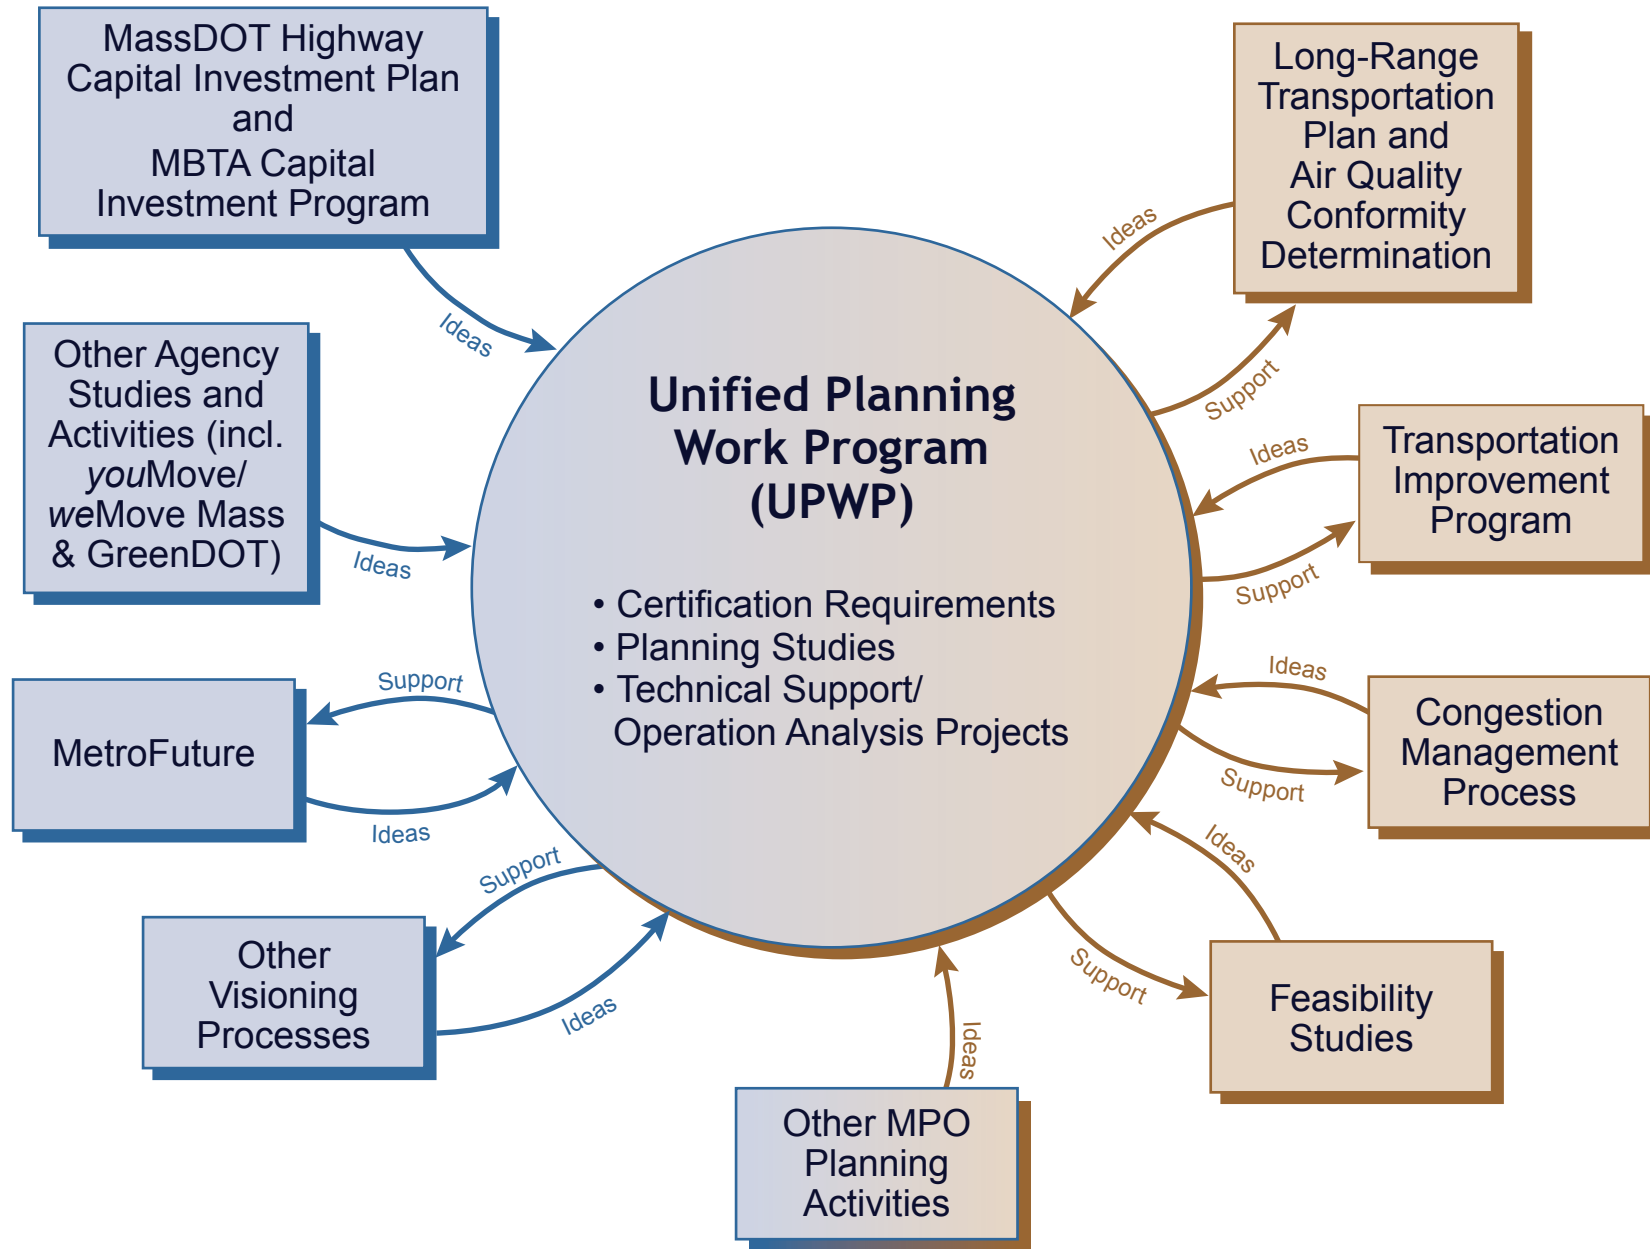 MassDOT Highway
Capital Investment Plan
and
MBTA Capital
Investment Program
Ideas
Other Agency
Studies and
Activities (incl.
youMove/
weMove Mass
& GreenDOT)
Ideas
MetroFuture
Support
Ideas
Other
Visioning
Processes
Support
Ideas
Unified Planning
Work Program
(UPWP)
• Certification Requirements
• Planning Studies
• Technical Support/
Operation Analysis Projects
Other MPO
Planning
Activities
Ideas
Long-Range
Transportation
Plan and
Air Quality
Conformity
Determination
Ideas
Support
Transportation
Improvement
Program
Ideas
Support
Congestion
Management
Process
Ideas
Support
Feasibility
Studies
Ideas
Support